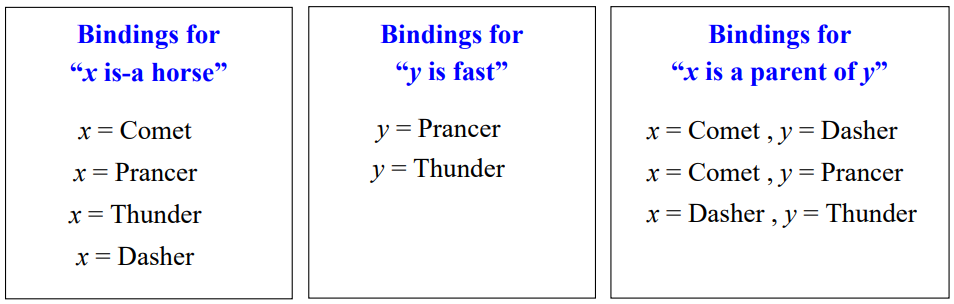 Bindings for
“x is-a horse”
x = Comet
x = Prancer
x = Thunder
x = Dasher
Bindings for
“y is fast”
y = Prancer
y = Thunder
Bindings for
“x is a parent of y”
x = Comet , y = Dasher
x = Comet , y = Prancer
x = Dasher , y = Thunder